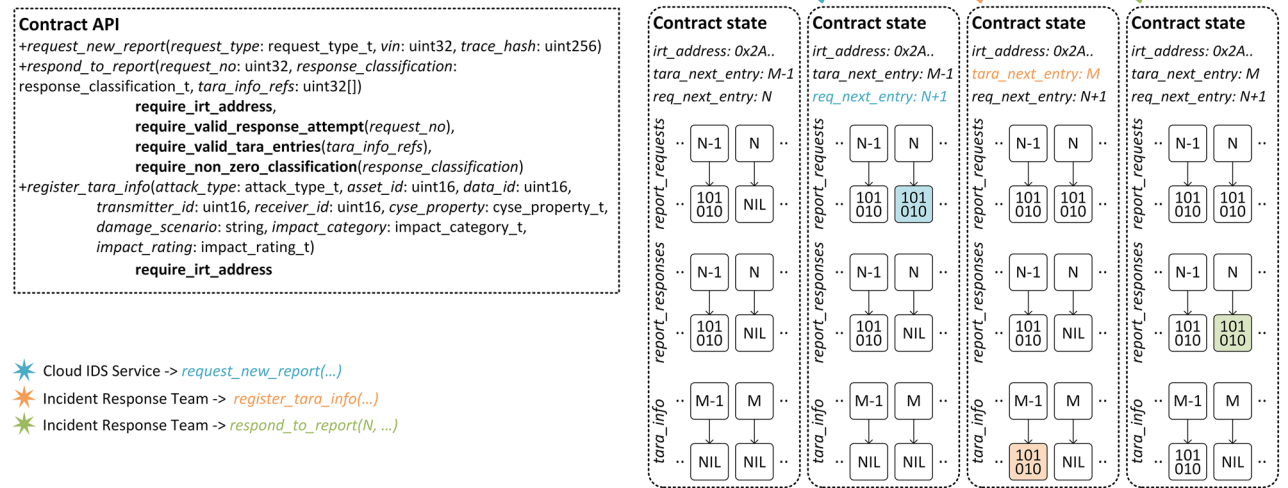 Contract API
+request_new_report(request_type: request_type_t, vin: uint32, trace_hash: uint256)
+respond_to_report(request_no: uint32, response_classification:
response_classification_t, tara_info_refs: uint32[])
require_irt_address,
require_valid_response_attempt(request_no),
require_valid_tara_entries(tara_info_refs),
require_non_zero_classification(response_classification)
+register_tara_info(attack_type: attack_type_t, asset_id: uint16, data_id: uint16,
transmitter_id: uint16, receiver_id: uint16, cyse_property: cyse_property_t,
damage_scenario: string, impact_category: impact_category_t,
impact_rating: impact_rating_t)
require_irt_address
Cloud IDS Service -> request_new_report(...)
Incident Response Team -> register_tara_info(...)
Incident Response Team -> respond_to_report(N, ...)
Contract state
irt_address: 0x2A..
tara_next_entry: M-1
req_next_entry: N
report_requests
.. N-1 N ..
.. 101 010 NIL ..
report_responses
.. N-1 N ..
.. 101 010 NIL ..
tara_info
.. M-1 M ..
.. NIL NIL ..
Contract state
irt_address: 0x2A..
tara_next_entry: M-1
req_next_entry: N+1
report_requests
.. N-1 N ..
.. 101 010 101 010 ..
report_responses
.. N-1 N ..
.. 101 010 NIL ..
tara_info
.. M-1 M ..
.. NIL NIL ..
Contract state
irt_address: 0x2A..
tara_next_entry: M
req_next_entry: N+1
report_requests
.. N-1 N ..
.. 101 010 101 010 ..
report_responses
.. N-1 N ..
.. 101 010 NIL ..
tara_info
.. M-1 M ..
.. 101 010 NIL ..
Contract state
irt_address: 0x2A..
tara_next_entry: M
req_next_entry: N+1
report_requests
.. N-1 N ..
.. 101 010 101 010 ..
report_responses
.. N-1 N ..
.. 101 010 101 010 ..
tara_info
.. M-1 M ..
.. 101 010 NIL ..